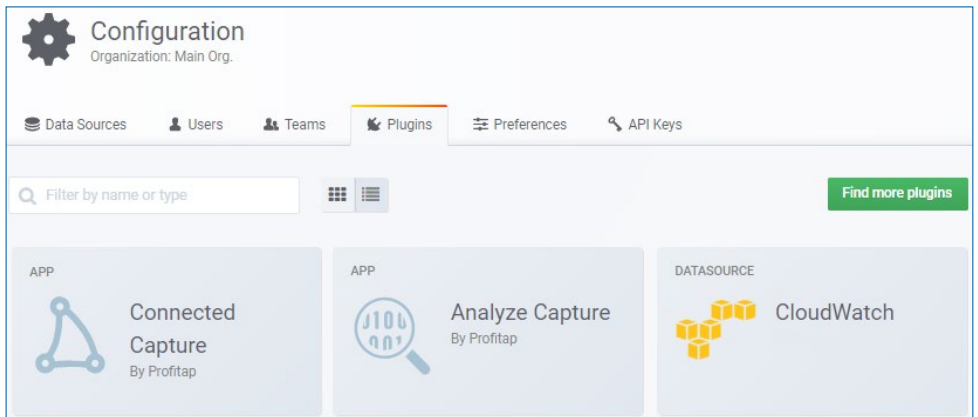 Configuration
Organization: Main Org.
Data Sources Users Teams Plugins Preferences API Keys
Filter by name or type
Find more plugins
APP
Connected
Capture
By Profitap
APP
Analyze Capture
By Profitap
DATASOURCE
CloudWatch